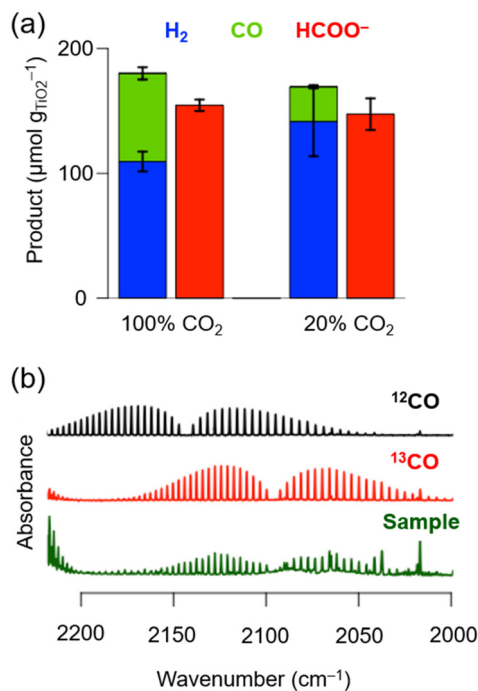 (a)
H₂ CO HCOO⁻
Product (μmol g_TiO2⁻¹)
200
100
0
100% CO₂ 20% CO₂
(b)
¹²CO
¹³CO
Sample
Absorbance
2200 2150 2100 2050 2000
Wavenumber (cm⁻¹)